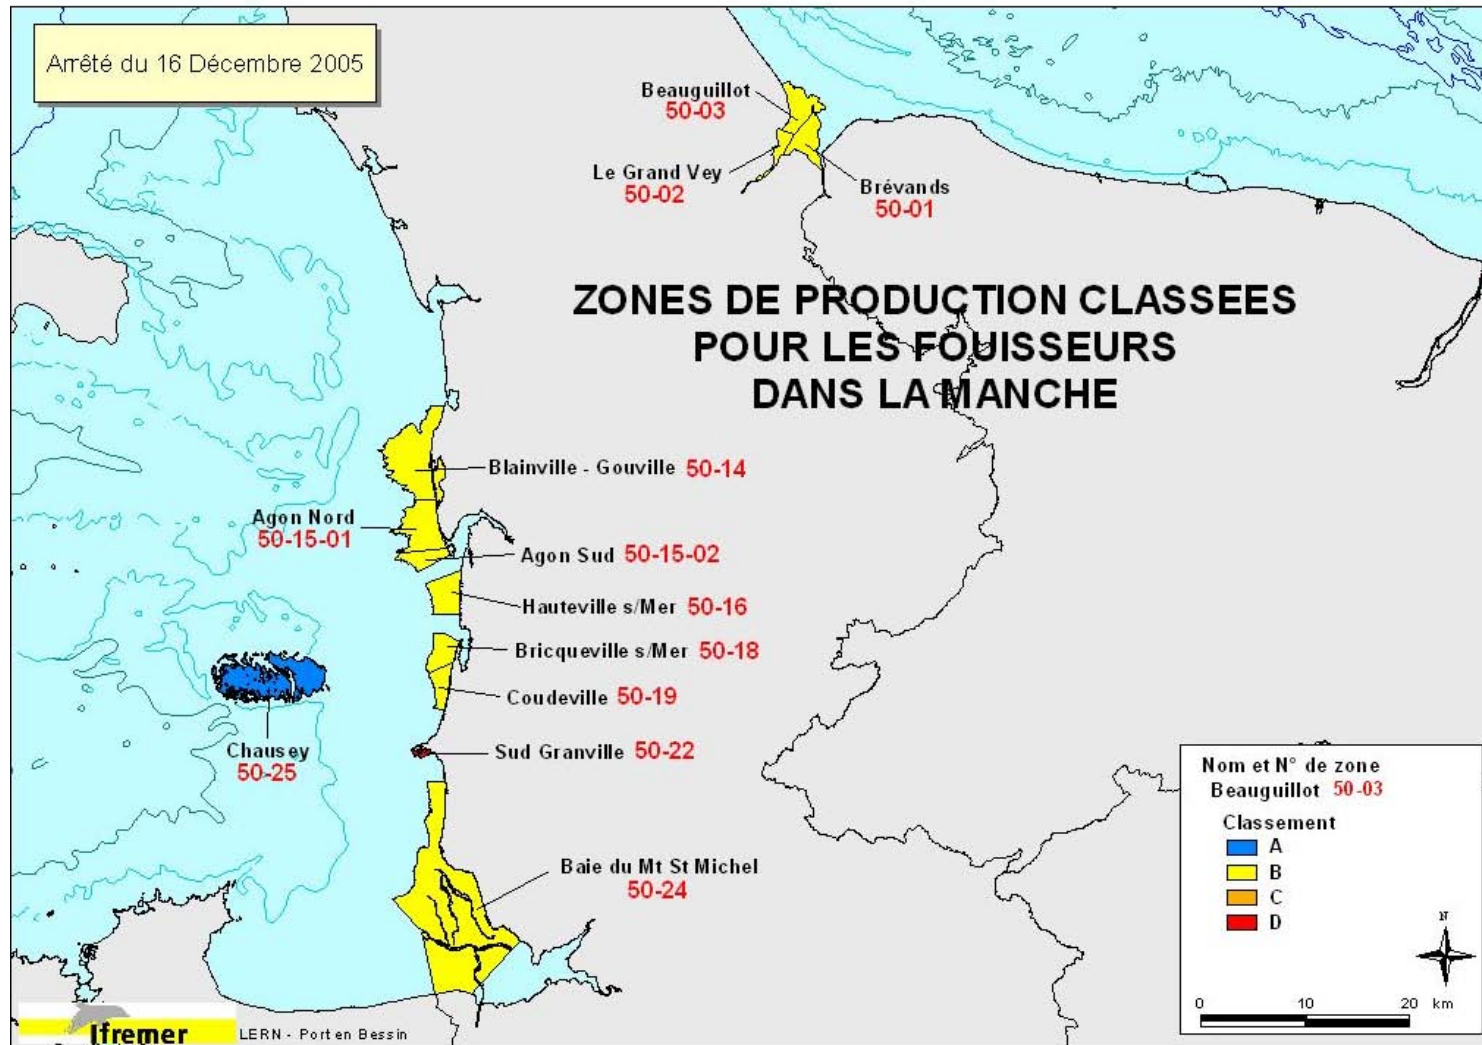 Arrêté du 16 Décembre 2005
Beauguillot
50-03
Le Grand Vey
50-02
Brévands
50-01
ZONES DE PRODUCTION CLASSEES
POUR LES FOUISSEURS
DANS LA MANCHE
Blainville - Gouville 50-14
Agon Nord
50-15-01
Agon Sud 50-15-02
Hauteville s/Mer 50-16
Bricqueville s/Mer 50-18
Coudeville 50-19
Chausey
50-25
Sud Granville 50-22
Baie du Mt St Michel
50-24
Nom et N° de zone
Beauguillot 50-03
Classement
A
B
C
D
N
0 10 20 km
Ifremer LERN - Port en Bessin